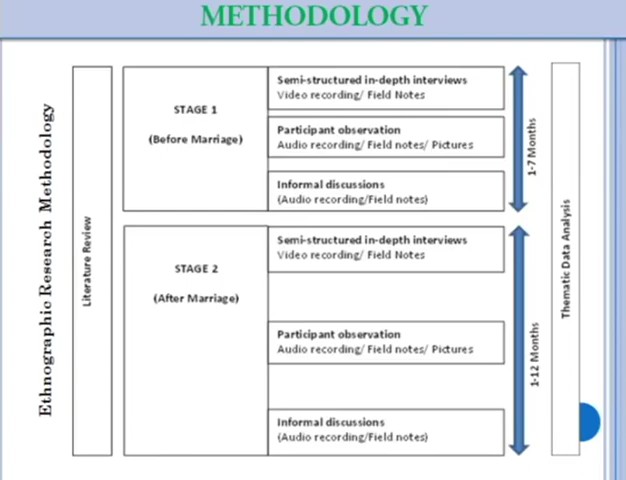 METHODOLOGY
Ethnographic Research Methodology
Literature Review
STAGE 1
(Before Marriage)
Semi-structured in-depth interviews
Video recording/ Field Notes
Participant observation
Audio recording/ Field notes/ Pictures
Informal discussions
(Audio recording/Field notes)
1-7 Months
STAGE 2
(After Marriage)
Semi-structured in-depth interviews
Video recording/ Field Notes
Participant observation
Audio recording/ Field notes/ Pictures
Informal discussions
(Audio recording/Field notes)
1-12 Months
Thematic Data Analysis